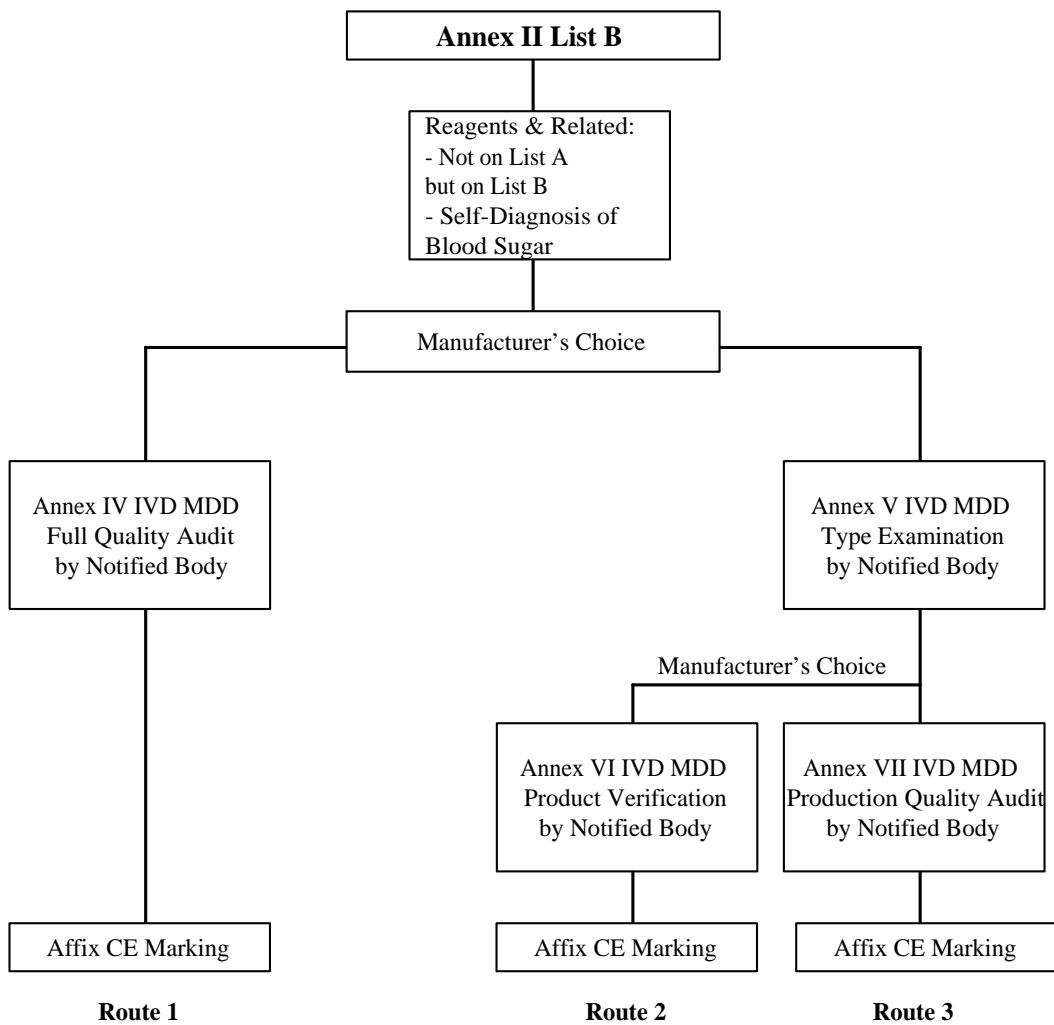 Annex II List B
Reagents & Related:
- Not on List A
but on List B
- Self-Diagnosis of
Blood Sugar
Manufacturer’s Choice
Annex IV IVD MDD
Full Quality Audit
by Notified Body
Annex V IVD MDD
Type Examination
by Notified Body
Manufacturer’s Choice
Annex VI IVD MDD
Product Verification
by Notified Body
Annex VII IVD MDD
Production Quality Audit
by Notified Body
Affix CE Marking
Affix CE Marking
Affix CE Marking
Route 1
Route 2
Route 3